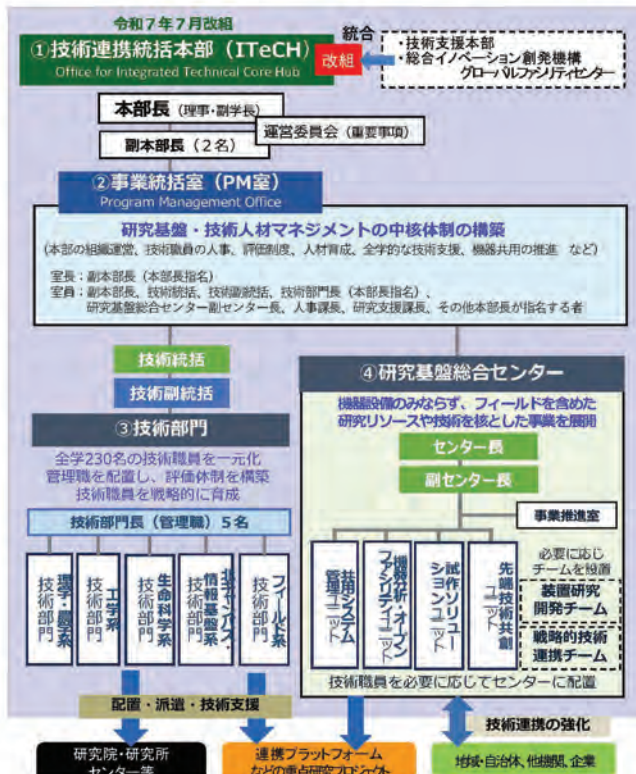 令和7年7月改組
①技術連携統括本部（ITeCH）
Office for Integrated Technical Core Hub
改組
統合
・技術支援本部
・総合イノベーション創発機構
グローバルファシリティセンター
本部長（理事・副学長）
運営委員会（重要事項）
副本部長（2名）
②事業統括室（PM室）
Program Management Office
研究基盤・技術人材マネジメントの中核体制の構築
（本部の組織運営、技術職員の人事、評価制度、人材育成、全学的な技術支援、機器共用の推進　など）
室長：副本部長（本部長指名）
室員：副本部長、技術統括、技術副統括、技術部門長（本部長指名）、
研究基盤総合センター副センター長、人事課長、研究支援課長、その他本部長が指名する者
技術統括
技術副統括
③技術部門
全学230名の技術職員を一元化
管理職を配置し、評価体制を構築
技術職員を戦略的に育成
技術部門長（管理職）5名
理学・獣医系
技術部門
工学系
技術部門
生命科学系
技術部門
北キャンパス・
情報基盤系
技術部門
フィールド系
技術部門
配置・派遣・技術支援
④研究基盤総合センター
機器設備のみならず、フィールドを含めた
研究リソースや技術を核とした事業を展開
センター長
副センター長
事業推進室
共用システム
管理ユニット
機器分析・オープン
ファシリティユニット
試作ソリュー
ションユニット
先端技術共創
ユニット
必要に応じ
チームを設置
装置研究
開発チーム
戦略的技術
連携チーム
技術職員を必要に応じてセンターに配置
技術連携の強化
研究院・研究所
センター等
連携プラットフォーム
などの重点研究プロジェクト
地域・自治体、他機関、企業